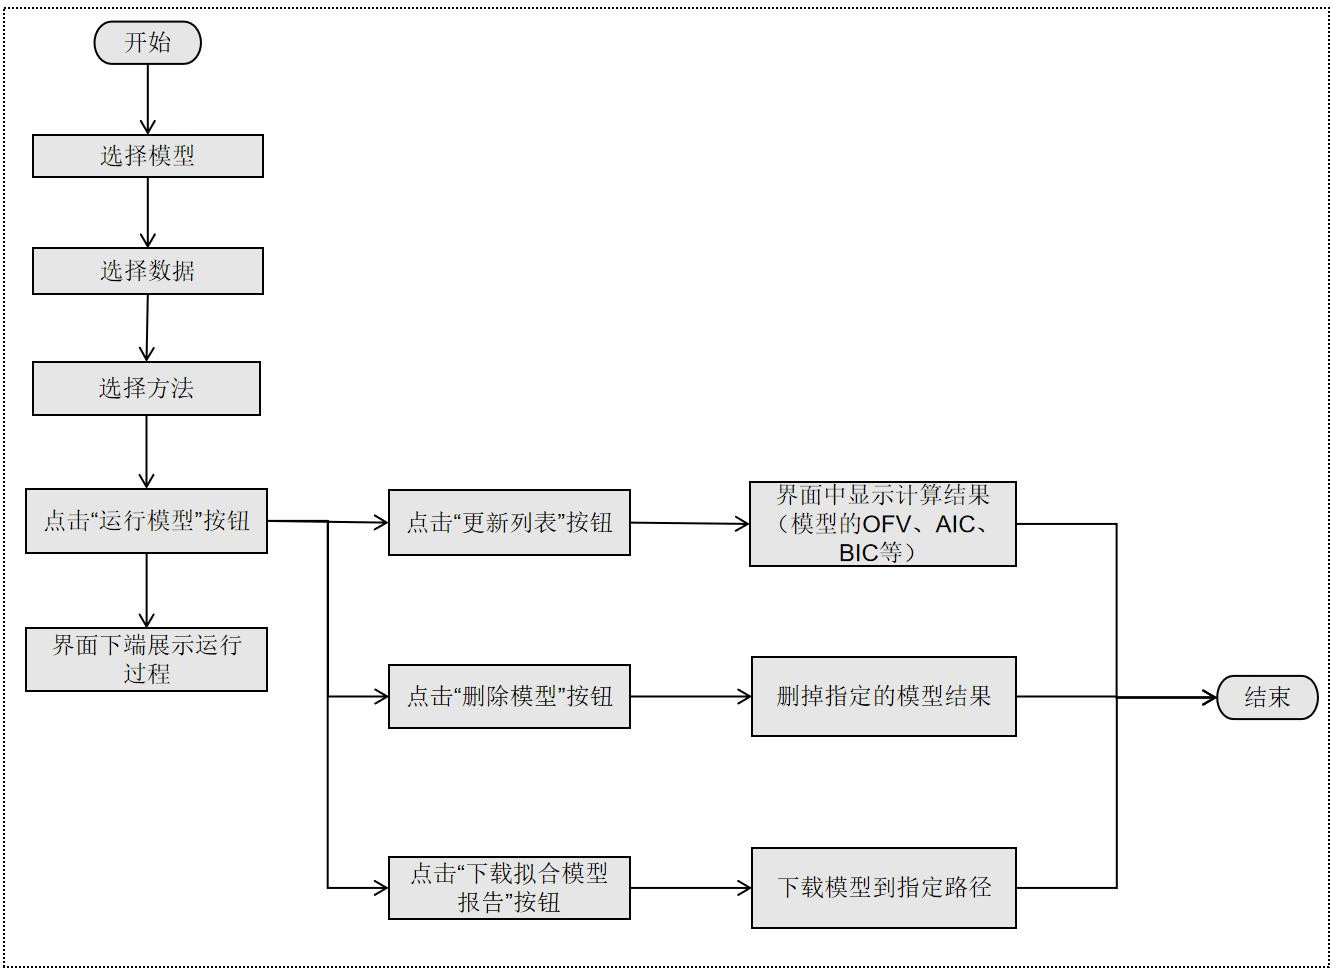 开始
选择模型
选择数据
选择方法
点击“运行模型”按钮
界面下端展示运行
过程
点击“更新列表”按钮
界面中显示计算结果
（模型的OFV、AIC、
BIC等）
点击“删除模型”按钮
删掉指定的模型结果
点击“下载拟合模型
报告”按钮
下载模型到指定路径
结束